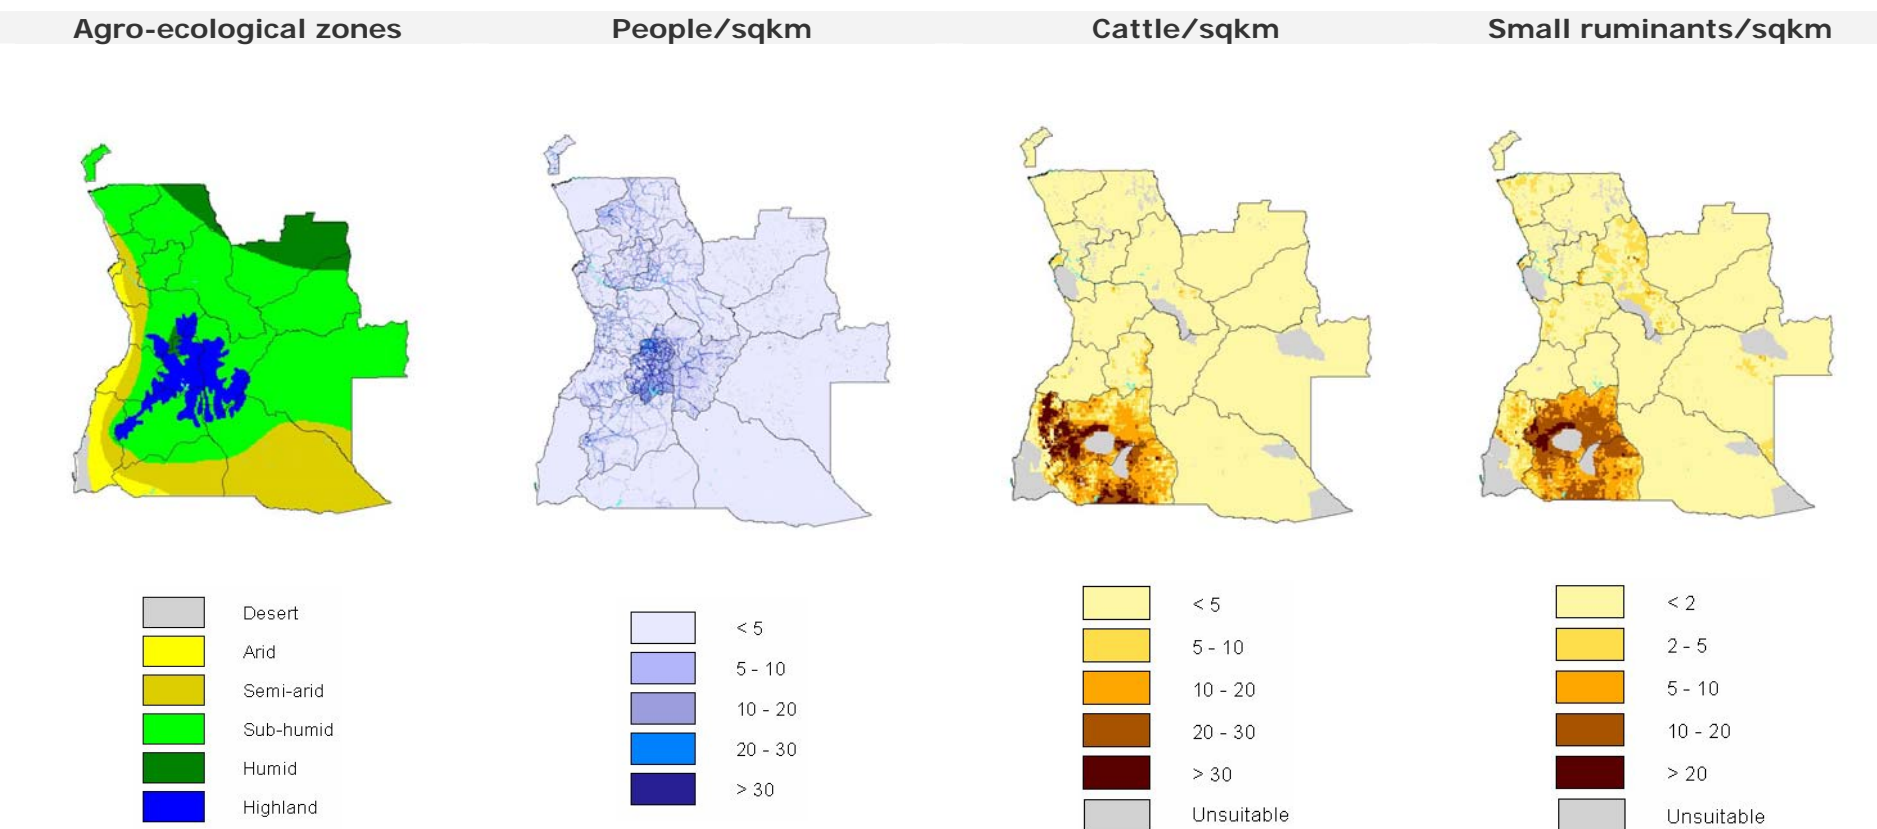 Agro-ecological zones People/sqkm Cattle/sqkm Small ruminants/sqkm
Desert
Arid
Semi-arid
Sub-humid
Humid
Highland
< 5
5 - 10
10 - 20
20 - 30
> 30
< 5
5 - 10
10 - 20
20 - 30
> 30
Unsuitable
< 2
2 - 5
5 - 10
10 - 20
> 20
Unsuitable